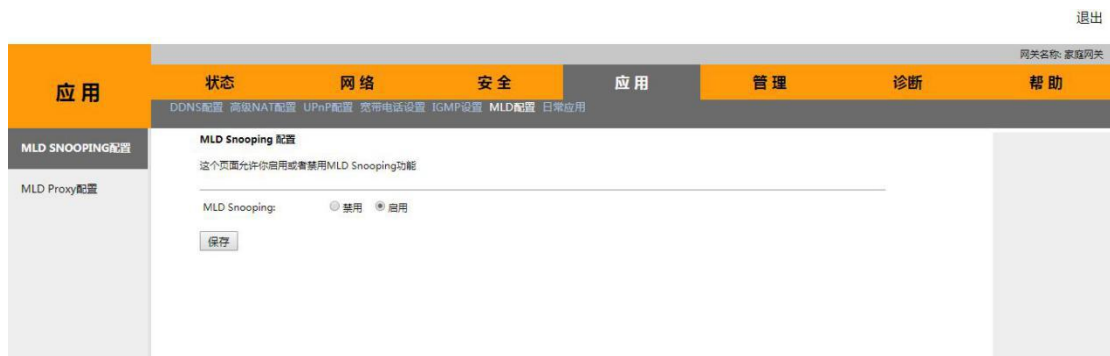 退出
网关名称: 家庭网关
应用
状态 网络 安全 应用 管理 诊断 帮助
DDNS配置 高级NAT配置 UPnP配置 宽带电话设置 IGMP设置 MLD配置 日常应用
MLD SNOOPING配置
MLD Proxy配置
MLD Snooping 配置
这个页面允许你启用或者禁用MLD Snooping功能
MLD Snooping: 禁用 启用
保存